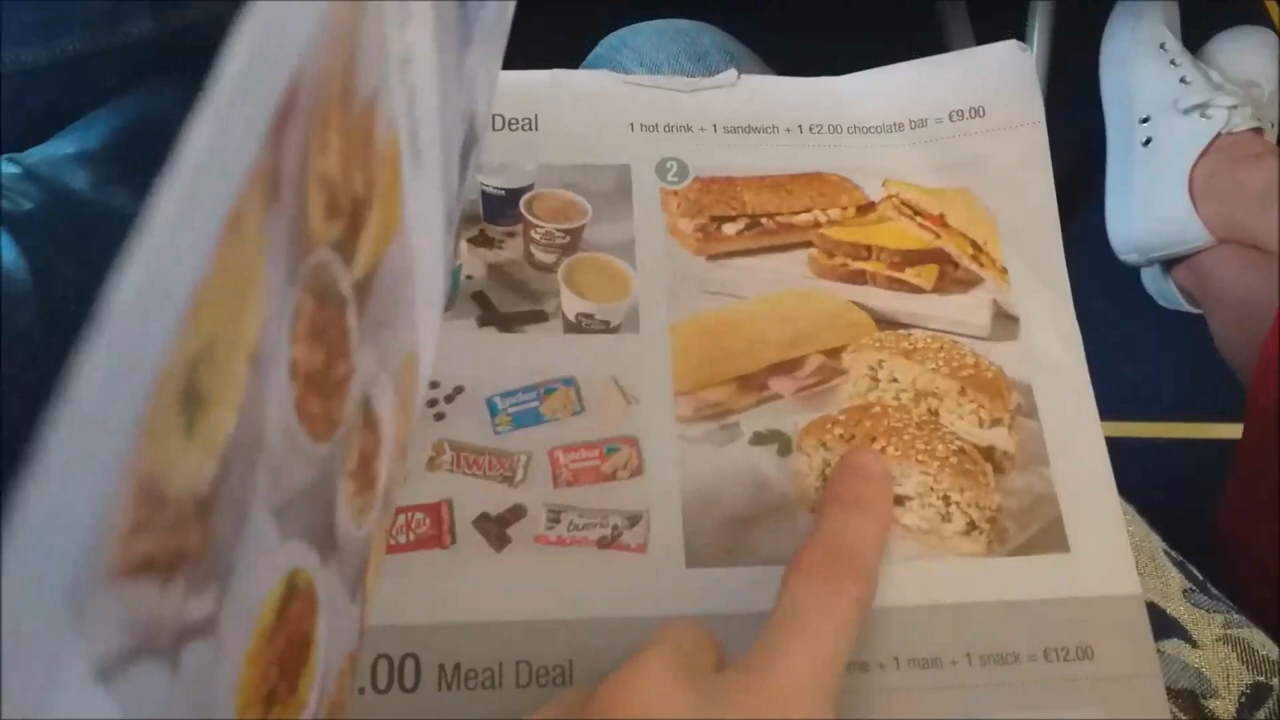 Deal
1 hot drink + 1 sandwich + 1 €2.00 chocolate bar = €9.00
2
Loacker
TWIX
Loacker
KitKat
bueno
.00 Meal Deal
+ 1 main + 1 snack = €12.00